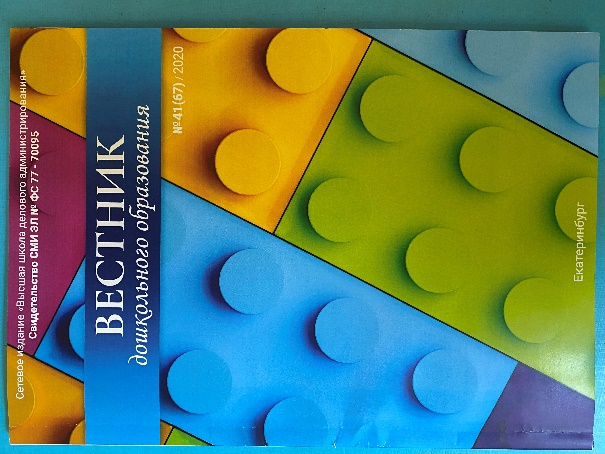 Сетевое издание «Высшая школа делового администрирования»
Свидетельство СМИ ЭЛ № ФС 77 - 70095
ВЕСТНИК
дошкольного образования
№41(67) / 2020
Екатеринбург